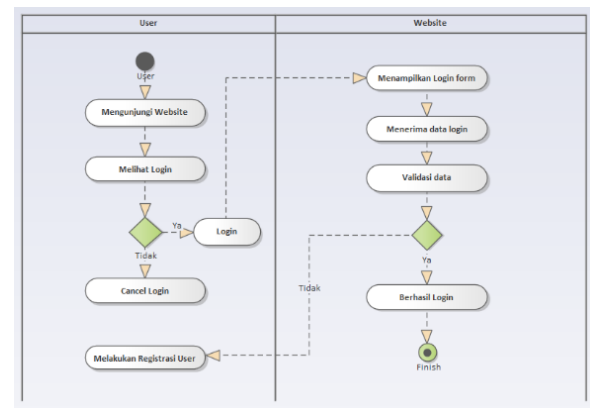 User
Website
User
Mengunjungi Website
Melihat Login
Ya
Login
Tidak
Cancel Login
Melakukan Registrasi User
Menampilkan Login form
Menerima data login
Validasi data
Tidak
Ya
Berhasil Login
Finish